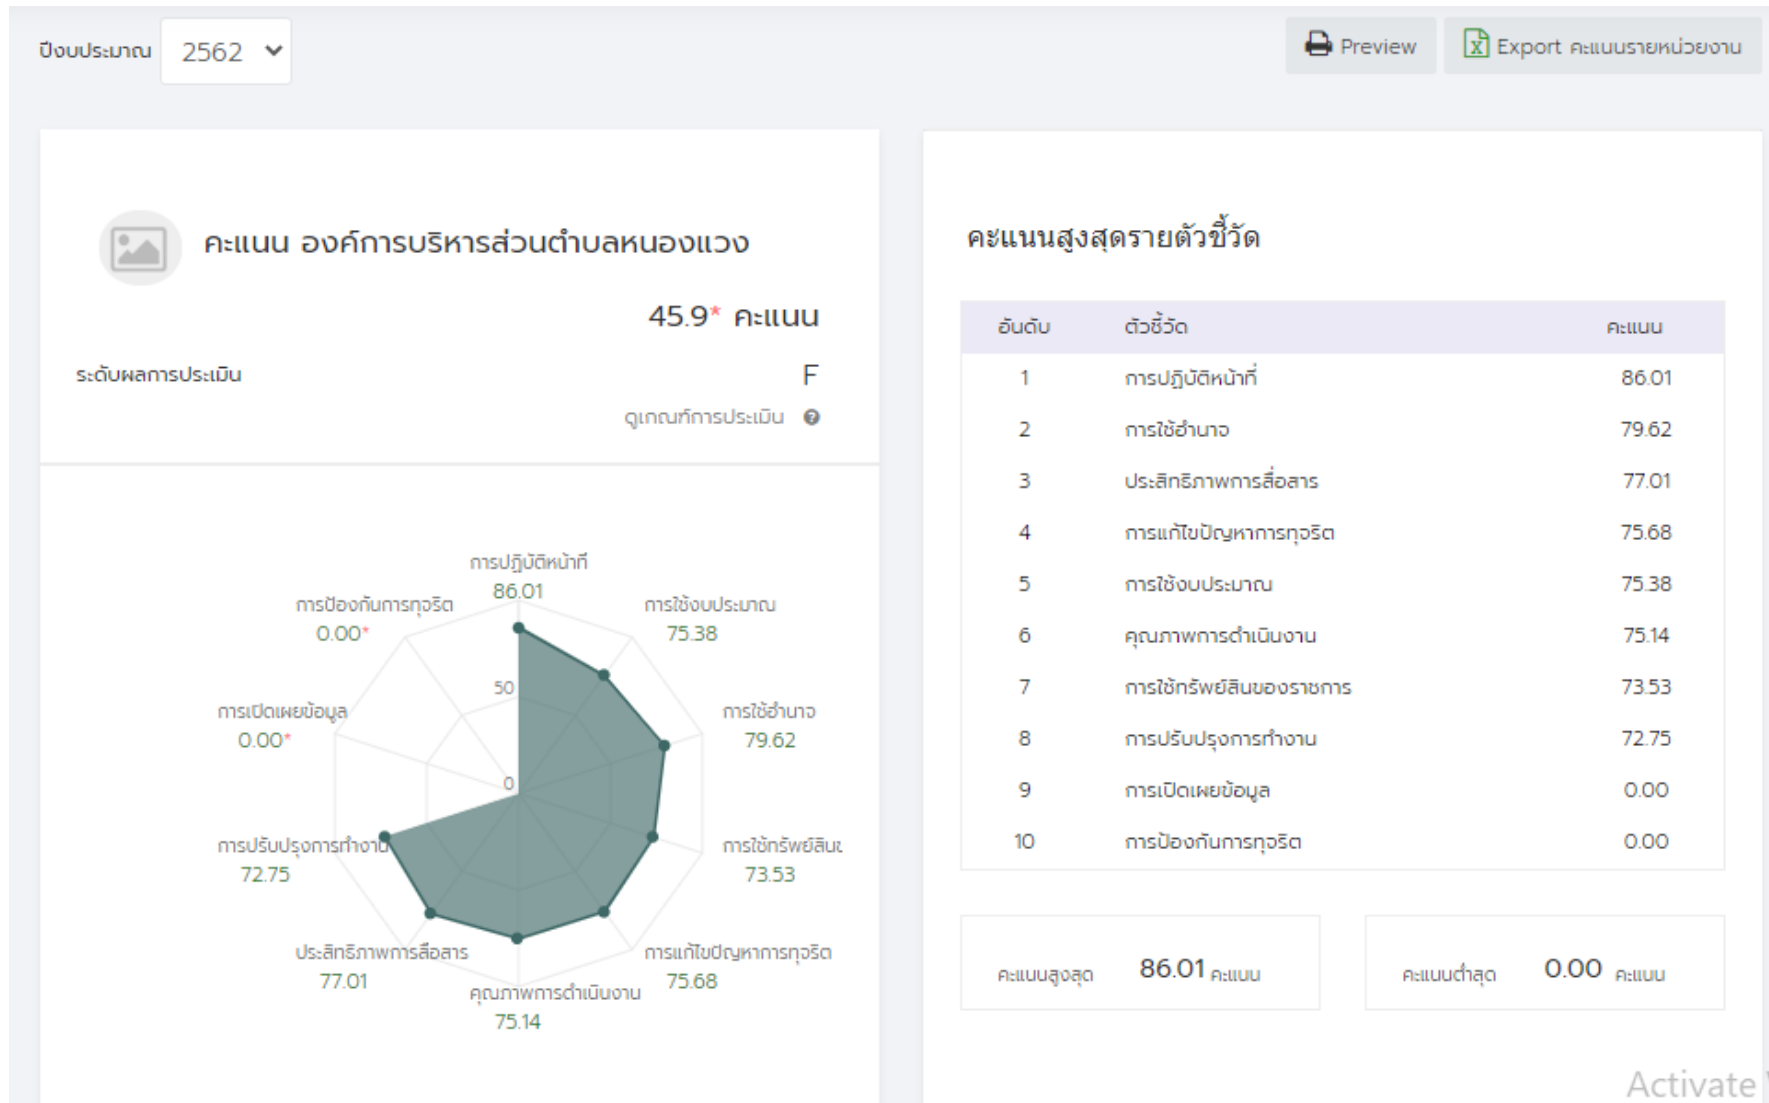 ปีงบประมาณ 2562
Preview
Export คะแนนรายหน่วยงาน
คะแนน องค์การบริหารส่วนตำบลหนองแวง
45.9* คะแนน
ระดับผลการประเมิน F
ดูเกณฑ์การประเมิน ?
การปฏิบัติหน้าที่
86.01
การป้องกันการทุจริต
0.00*
การใช้งบประมาณ
75.38
50
การเปิดเผยข้อมูล
0.00*
การใช้อำนาจ
79.62
0
การปรับปรุงการทำงาน
72.75
การใช้ทรัพย์สินข
73.53
ประสิทธิภาพการสื่อสาร
77.01
การแก้ไขปัญหาการทุจริต
75.68
คุณภาพการดำเนินงาน
75.14
คะแนนสูงสุดรายตัวชี้วัด
อันดับ ตัวชี้วัด คะแนน
1 การปฏิบัติหน้าที่ 86.01
2 การใช้อำนาจ 79.62
3 ประสิทธิภาพการสื่อสาร 77.01
4 การแก้ไขปัญหาการทุจริต 75.68
5 การใช้งบประมาณ 75.38
6 คุณภาพการดำเนินงาน 75.14
7 การใช้ทรัพย์สินของราชการ 73.53
8 การปรับปรุงการทำงาน 72.75
9 การเปิดเผยข้อมูล 0.00
10 การป้องกันการทุจริต 0.00
คะแนนสูงสุด 86.01 คะแนน
คะแนนต่ำสุด 0.00 คะแนน
Activate